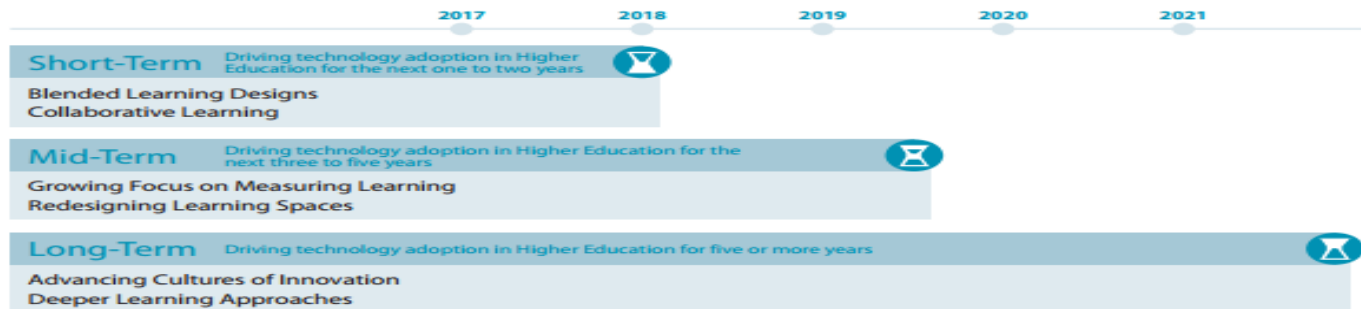 2017 2018 2019 2020 2021
Short-Term
Driving technology adoption in Higher
Education for the next one to two years
Blended Learning Designs
Collaborative Learning
Mid-Term
Driving technology adoption in Higher Education for the
next three to five years
Growing Focus on Measuring Learning
Redesigning Learning Spaces
Long-Term
Driving technology adoption in Higher Education for five or more years
Advancing Cultures of Innovation
Deeper Learning Approaches